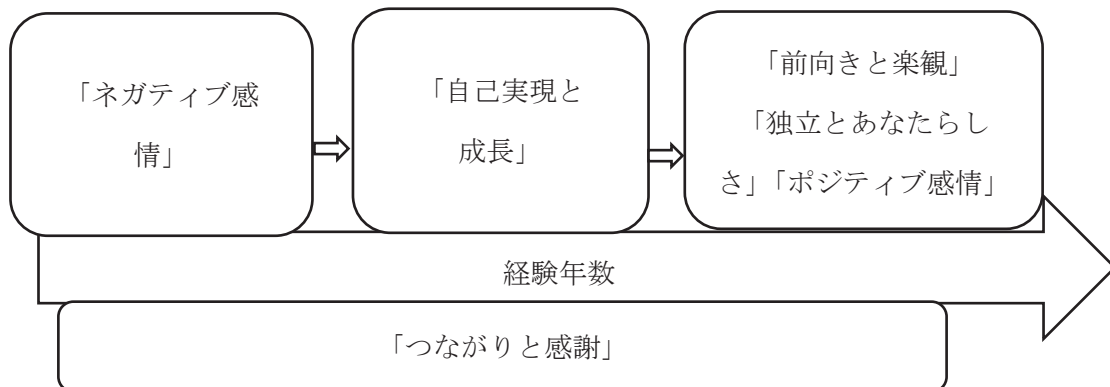 「ネガティブ感
情」
「自己実現と
成長」
「前向きと楽観」
「独立とあなたらし
さ」「ポジティブ感情」
経験年数
「つながりと感謝」